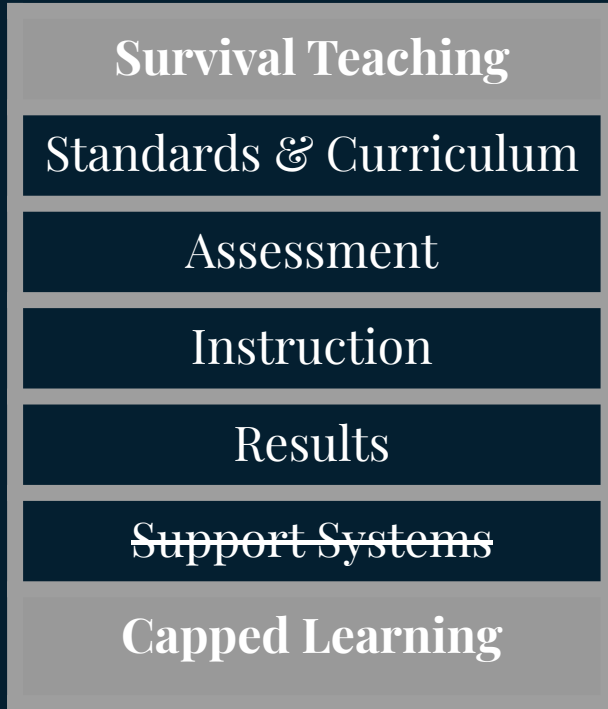 Survival Teaching
Standards & Curriculum
Assessment
Instruction
Results
Support Systems
Capped Learning